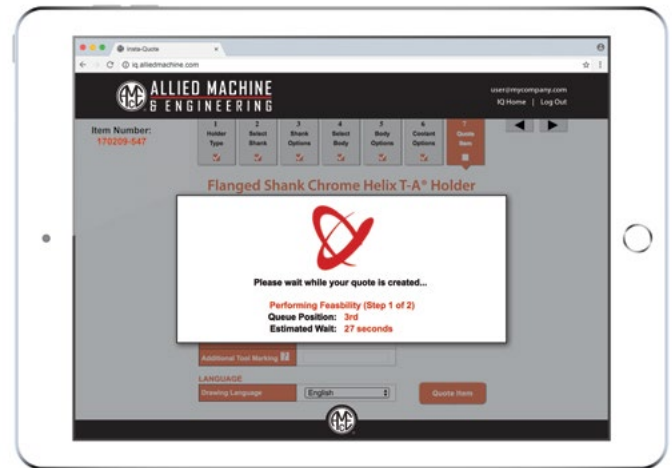 Insta-Quote
iq.alliedmachine.com
ALLIED MACHINE
& ENGINEERING
user@mycompany.com
IQ Home | Log Out
Item Number:
170209-547
1
Holder
Type
2
Select
Shank
3
Shank
Options
4
Select
Body
5
Body
Options
6
Coolant
Options
7
Quote
Item
Flanged Shank Chrome Helix T-A® Holder
Please wait while your quote is created...
Performing Feasbility (Step 1 of 2)
Queue Position: 3rd
Estimated Wait: 27 seconds
Additional Tool Marking ?
LANGUAGE
Drawing Language English Quote Item